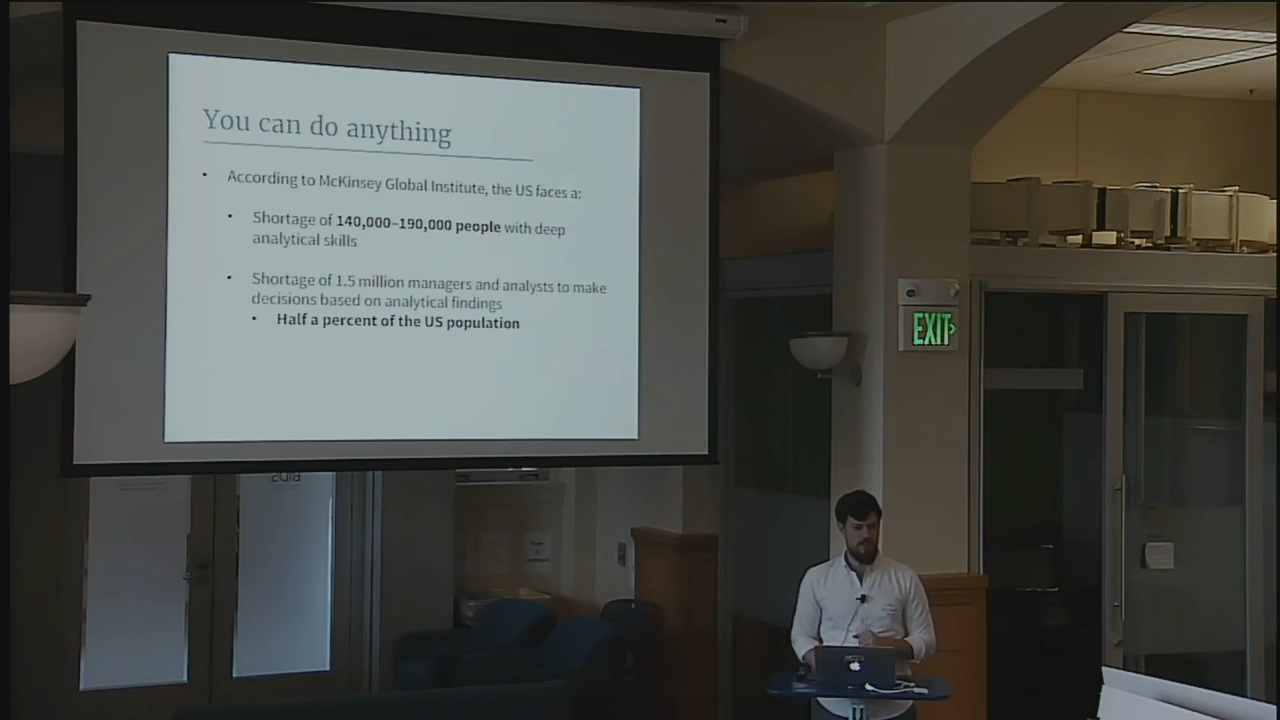 You can do anything
According to McKinsey Global Institute, the US faces a:
Shortage of 140,000–190,000 people with deep
analytical skills
Shortage of 1.5 million managers and analysts to make
decisions based on analytical findings
Half a percent of the US population
EXIT